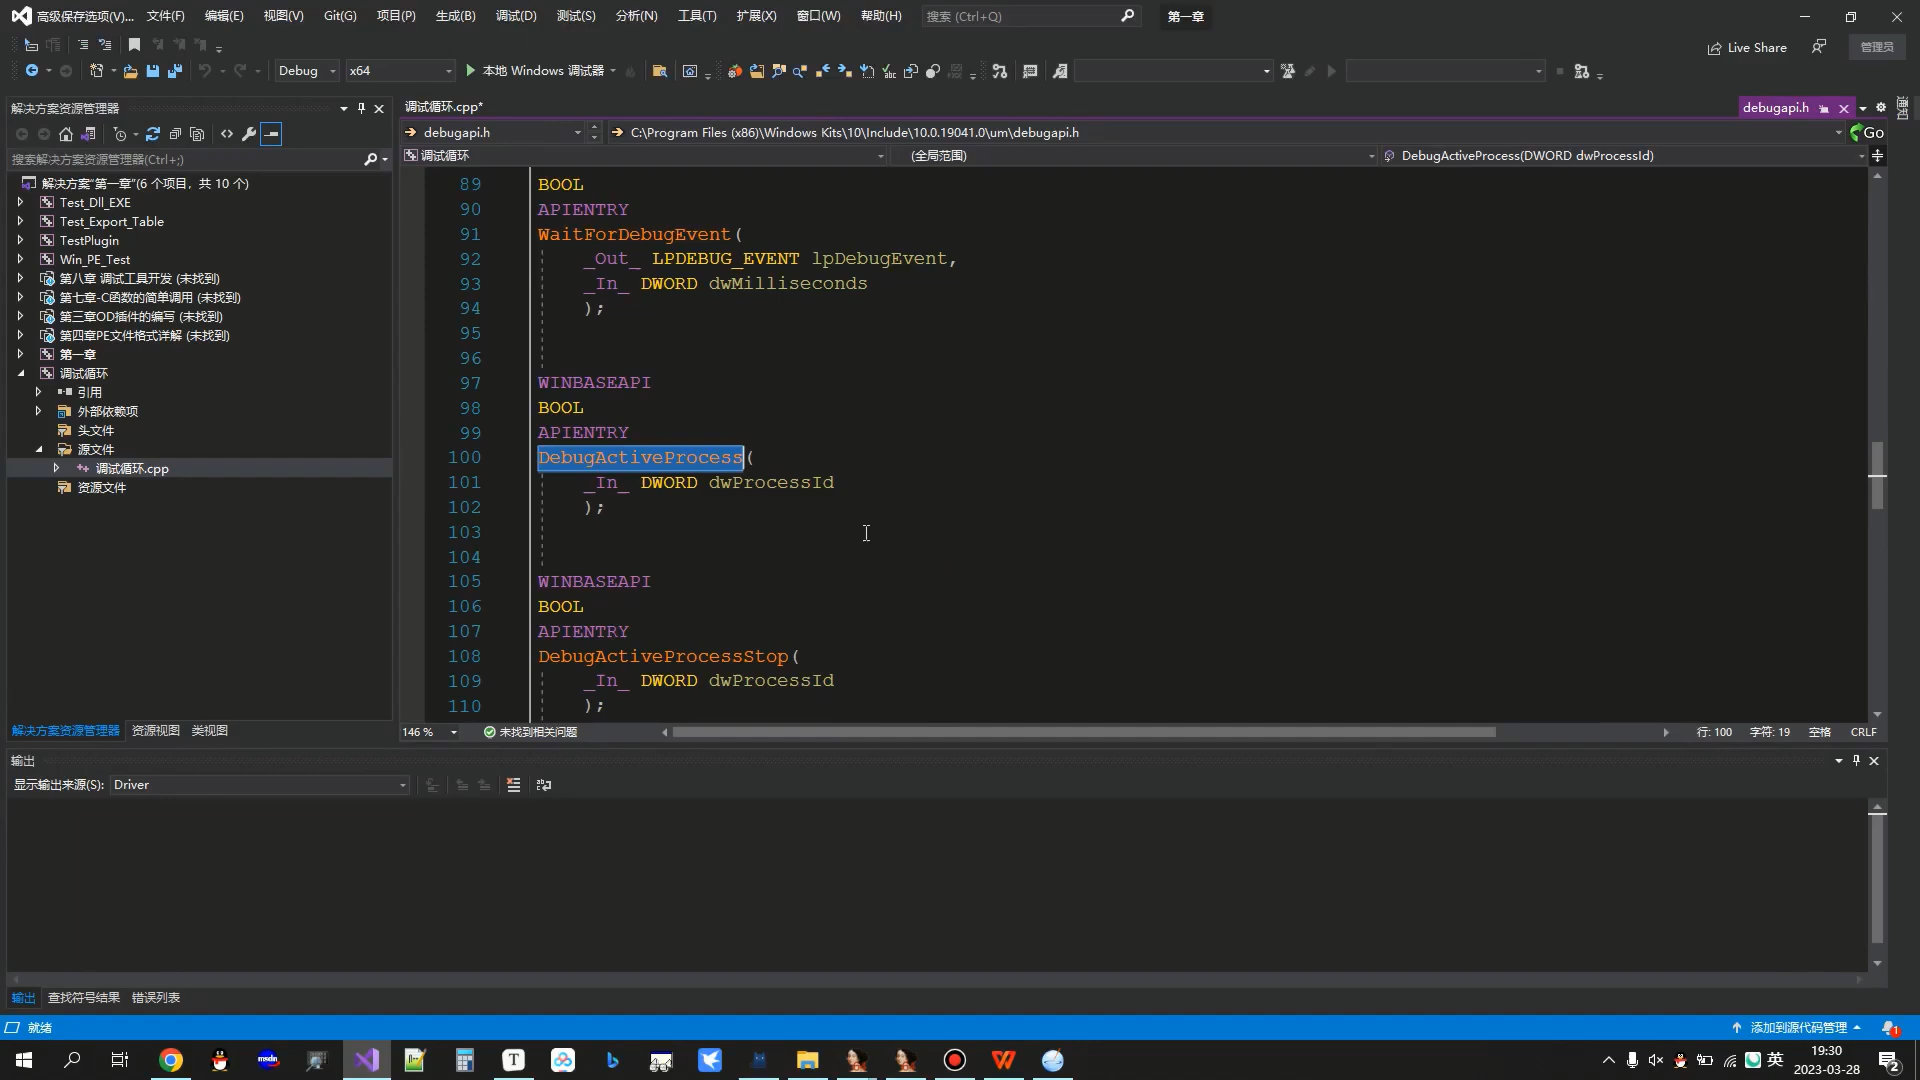 高级保存选项(V)... 文件(F) 编辑(E) 视图(V) Git(G) 项目(P) 生成(B) 调试(D) 测试(S) 分析(N) 工具(T) 扩展(X) 窗口(W) 帮助(H) 搜索 (Ctrl+Q) 第一章
Live Share 管理员
Debug x64 本地 Windows 调试器
解决方案资源管理器
搜索解决方案资源管理器(Ctrl+;)
解决方案"第一章"(6 个项目，共 10 个)
Test_Dll_EXE
Test_Export_Table
TestPlugin
Win_PE_Test
第八章 调试工具开发 (未找到)
第七章-C函数的简单调用 (未找到)
第三章OD插件的编写 (未找到)
第四章PE文件格式详解 (未找到)
第一章
调试循环
引用
外部依赖项
头文件
源文件
调试循环.cpp
资源文件
解决方案资源管理器 资源视图 类视图
调试循环.cpp* debugapi.h
通知
debugapi.h C:\Program Files (x86)\Windows Kits\10\Include\10.0.19041.0\um\debugapi.h Go
调试循环 (全局范围) DebugActiveProcess(DWORD dwProcessId)
89 BOOL
90 APIENTRY
91 WaitForDebugEvent(
92 _Out_ LPDEBUG_EVENT lpDebugEvent,
93 _In_ DWORD dwMilliseconds
94 );
95
96
97 WINBASEAPI
98 BOOL
99 APIENTRY
100 DebugActiveProcess(
101 _In_ DWORD dwProcessId
102 );
103
104
105 WINBASEAPI
106 BOOL
107 APIENTRY
108 DebugActiveProcessStop(
109 _In_ DWORD dwProcessId
110 );
146 % 未找到相关问题 行: 100 字符: 19 空格 CRLF
输出
显示输出来源(S): Driver
输出 查找符号结果 错误列表
就绪 添加到源代码管理 1
英 19:30
2023-03-28 2